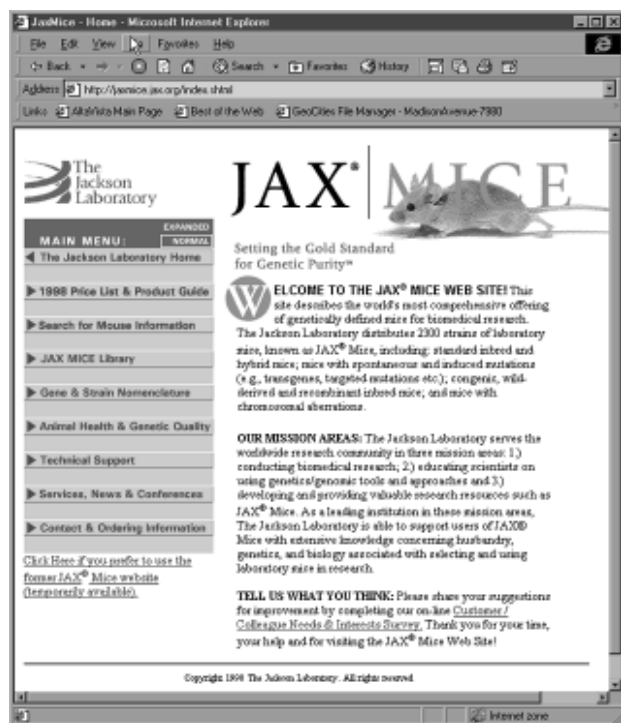 JaxMice - Home - Microsoft Internet Explorer
File Edit View Go Favorites Help
Back Search Favorites History
Address http://jaxmice.jax.org/index.shtml
Links AltaVista Main Page Best of the Web GeoCities File Manager - MadisonAvenue-7980
The
Jackson
Laboratory
JAX® MICE
Setting the Gold Standard
for Genetic Purity™
EXPANDED
MAIN MENU: NORMAL
The Jackson Laboratory Home
1998 Price List & Product Guide
Search for Mouse Information
JAX MICE Library
Gene & Strain Nomenclature
Animal Health & Genetic Quality
Technical Support
Services, News & Conferences
Contact & Ordering Information
Click Here if you prefer to use the
former JAX® Mice website
(temporarily available).
WELCOME TO THE JAX® MICE WEB SITE! This
site describes the world's most comprehensive offering
of genetically defined mice for biomedical research.
The Jackson Laboratory distributes 2300 strains of laboratory
mice, known as JAX® Mice, including: standard inbred and
hybrid mice; mice with spontaneous and induced mutations
(e.g., transgenes, targeted mutations etc.); congenic, wild-
derived and recombinant inbred mice; and mice with
chromosomal aberrations.
OUR MISSION AREAS: The Jackson Laboratory serves the
worldwide research community in three mission areas: 1.)
conducting biomedical research; 2.) educating scientists on
using genetics/genomic tools and approaches and 3.)
developing and providing valuable research resources such as
JAX® Mice. As a leading institution in these mission areas,
The Jackson Laboratory is able to support users of JAX®
Mice with extensive knowledge concerning husbandry,
genetics, and biology associated with selecting and using
laboratory mice in research.
TELL US WHAT YOU THINK: Please share your suggestions
for improvement by completing our on-line Customer /
Colleague Needs & Interests Survey. Thank you for your time,
your help and for visiting the JAX® Mice Web Site!
Copyright 1998 The Jackson Laboratory. All rights reserved
Internet zone